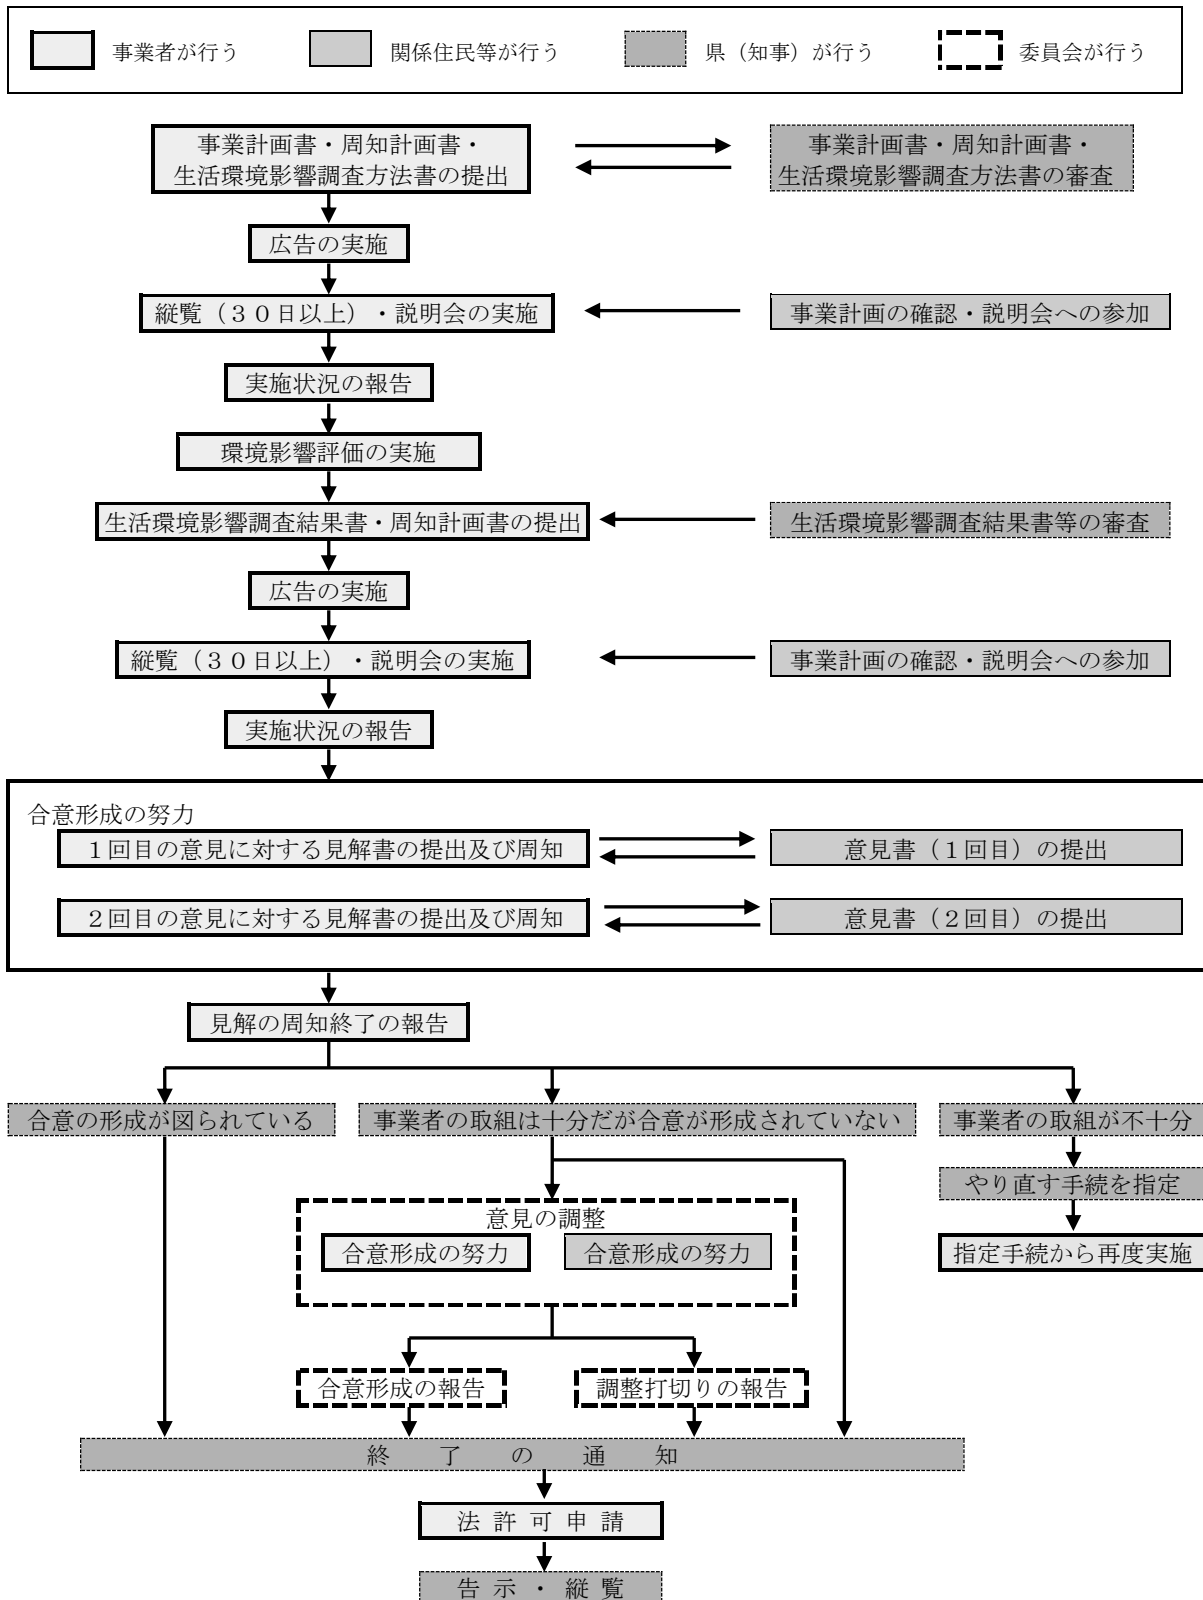 事業者が行う
関係住民等が行う
県（知事）が行う
委員会が行う
事業計画書・周知計画書・
生活環境影響調査方法書の提出
事業計画書・周知計画書・
生活環境影響調査方法書の審査
広告の実施
縦覧（３０日以上）・説明会の実施
事業計画の確認・説明会への参加
実施状況の報告
環境影響評価の実施
生活環境影響調査結果書・周知計画書の提出
生活環境影響調査結果書等の審査
広告の実施
縦覧（３０日以上）・説明会の実施
事業計画の確認・説明会への参加
実施状況の報告
合意形成の努力
１回目の意見に対する見解書の提出及び周知
意見書（１回目）の提出
２回目の意見に対する見解書の提出及び周知
意見書（２回目）の提出
見解の周知終了の報告
合意の形成が図られている
事業者の取組は十分だが合意が形成されていない
事業者の取組が不十分
やり直す手続を指定
意見の調整
合意形成の努力
合意形成の努力
指定手続から再度実施
合意形成の報告
調整打切りの報告
終了の通知
法許可申請
告示・縦覧